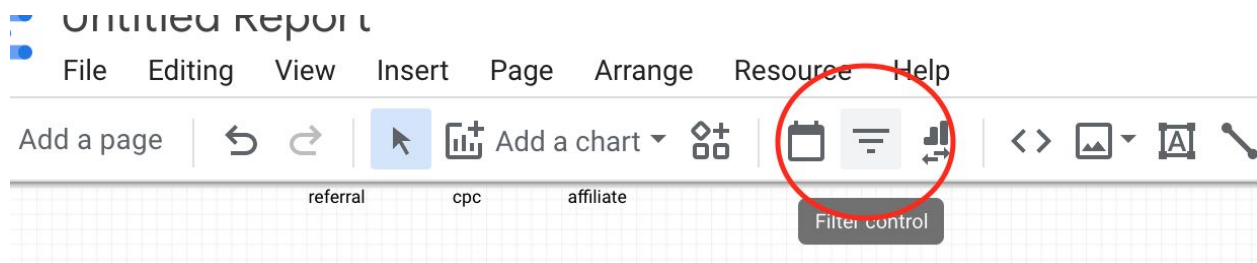 Untitled Report
File Editing View Insert Page Arrange Resource Help
Add a page Add a chart A
referral cpc affiliate
Filter control